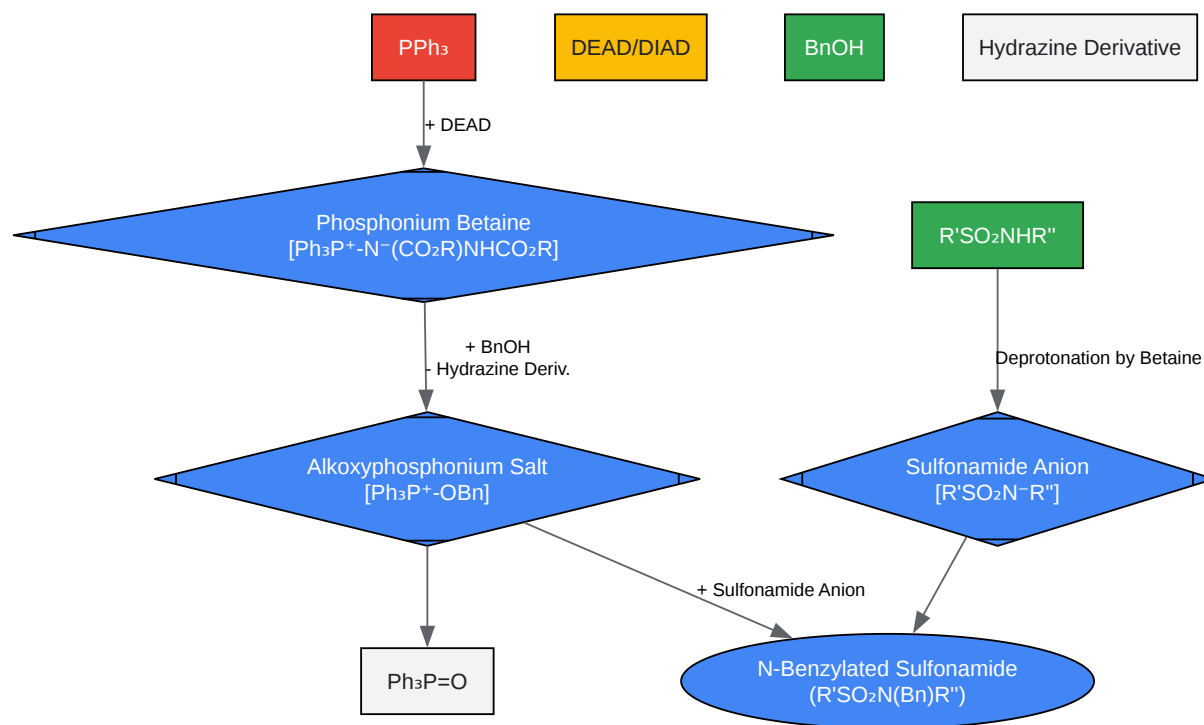 PPh₃
DEAD/DIAD
BnOH
Hydrazine Derivative
+ DEAD
Phosphonium Betaine
[Ph₃P⁺-N⁻(CO₂R)NHCO₂R]
R'SO₂NHR''
+ BnOH
- Hydrazine Deriv.
Deprotonation by Betaine
Alkoxyphosphonium Salt
[Ph₃P⁺-OBn]
Sulfonamide Anion
[R'SO₂N⁻R'']
+ Sulfonamide Anion
Ph₃P=O
N-Benzylated Sulfonamide
(R'SO₂N(Bn)R'')